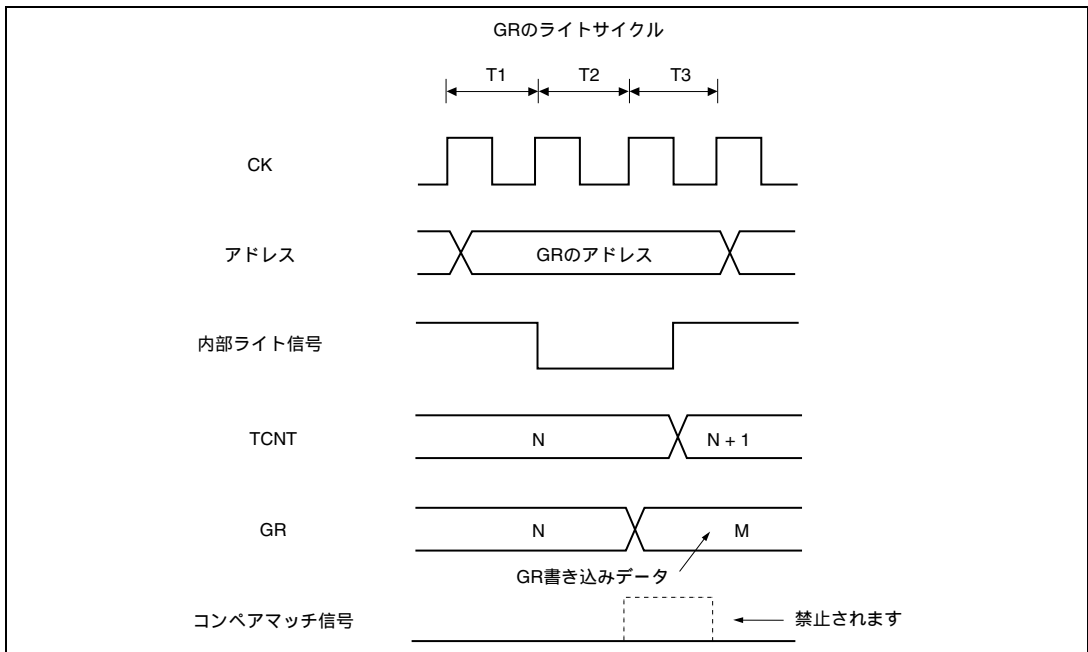 GRのライトサイクル
T1 T2 T3
CK
アドレス GRのアドレス
内部ライト信号
TCNT N N + 1
GR N M
GR書き込みデータ
コンペアマッチ信号 禁止されます